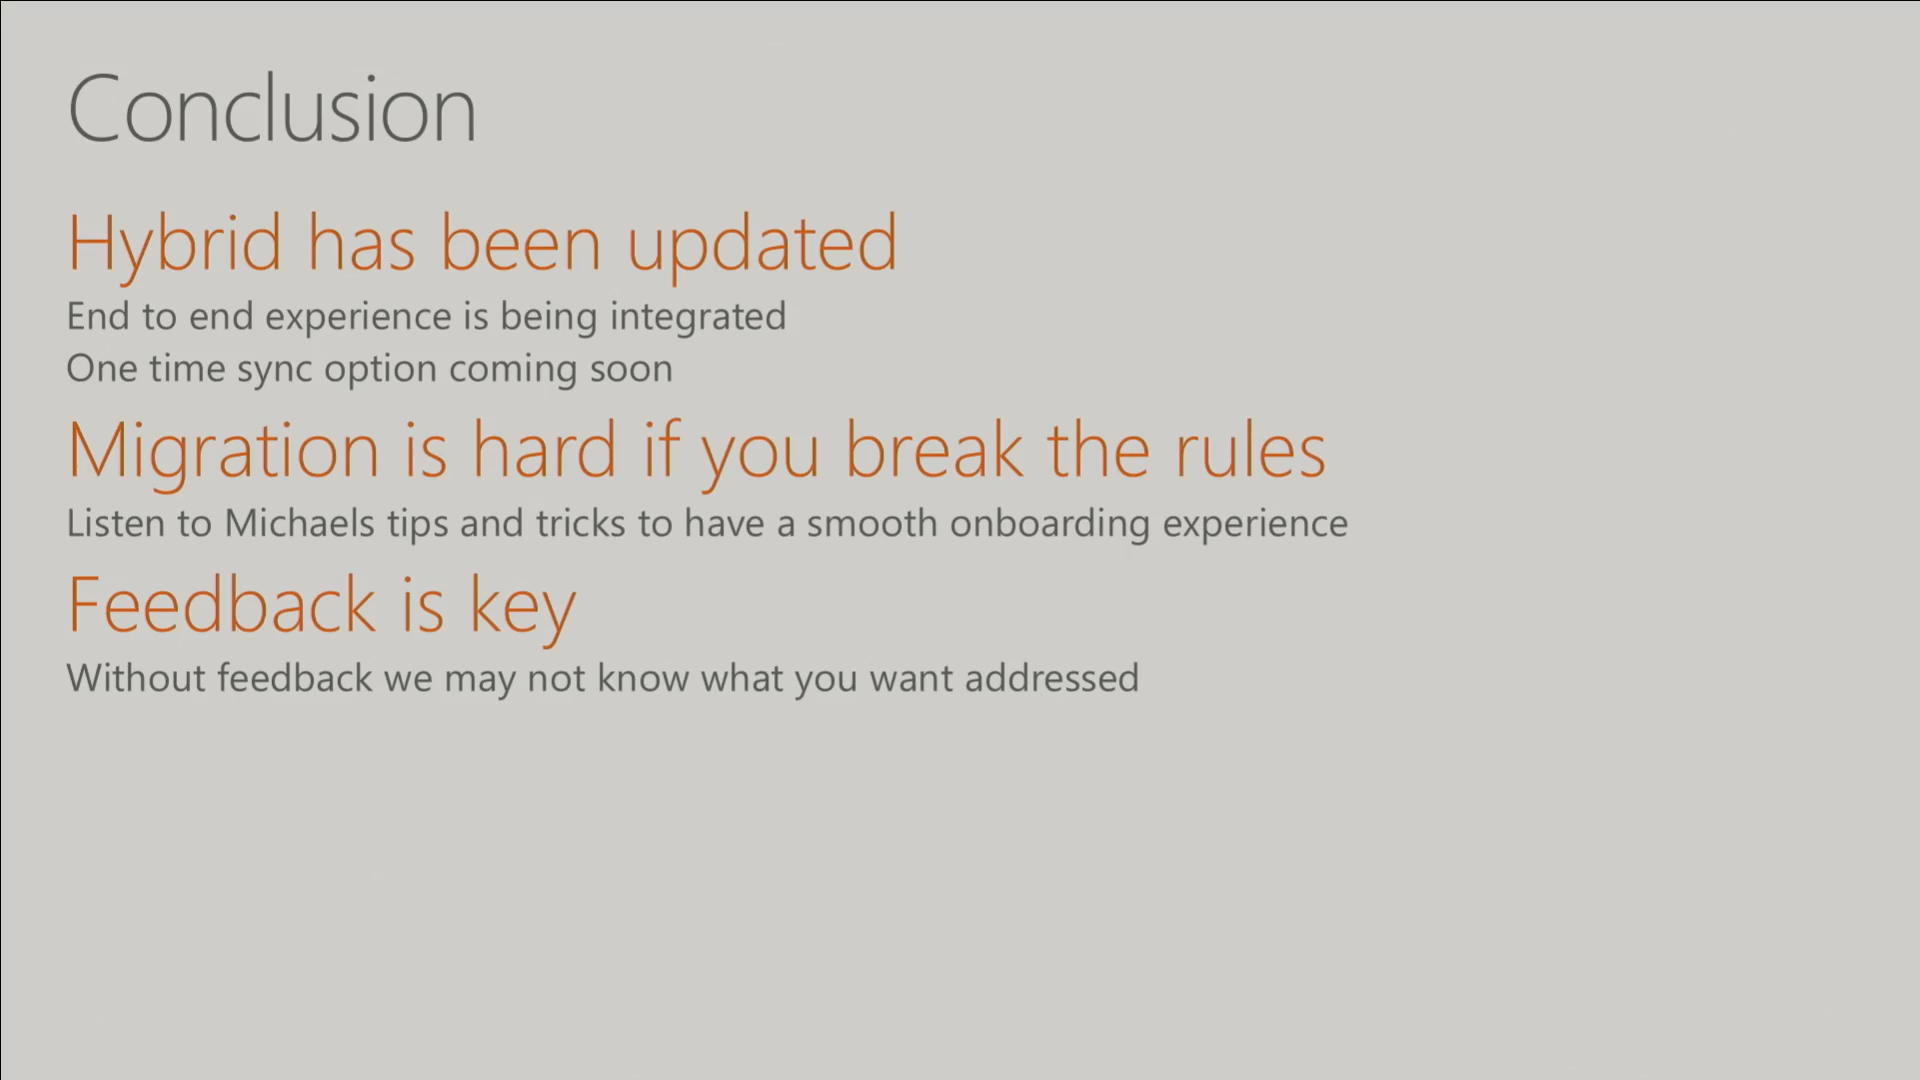 Conclusion
Hybrid has been updated
End to end experience is being integrated
One time sync option coming soon
Migration is hard if you break the rules
Listen to Michaels tips and tricks to have a smooth onboarding experience
Feedback is key
Without feedback we may not know what you want addressed